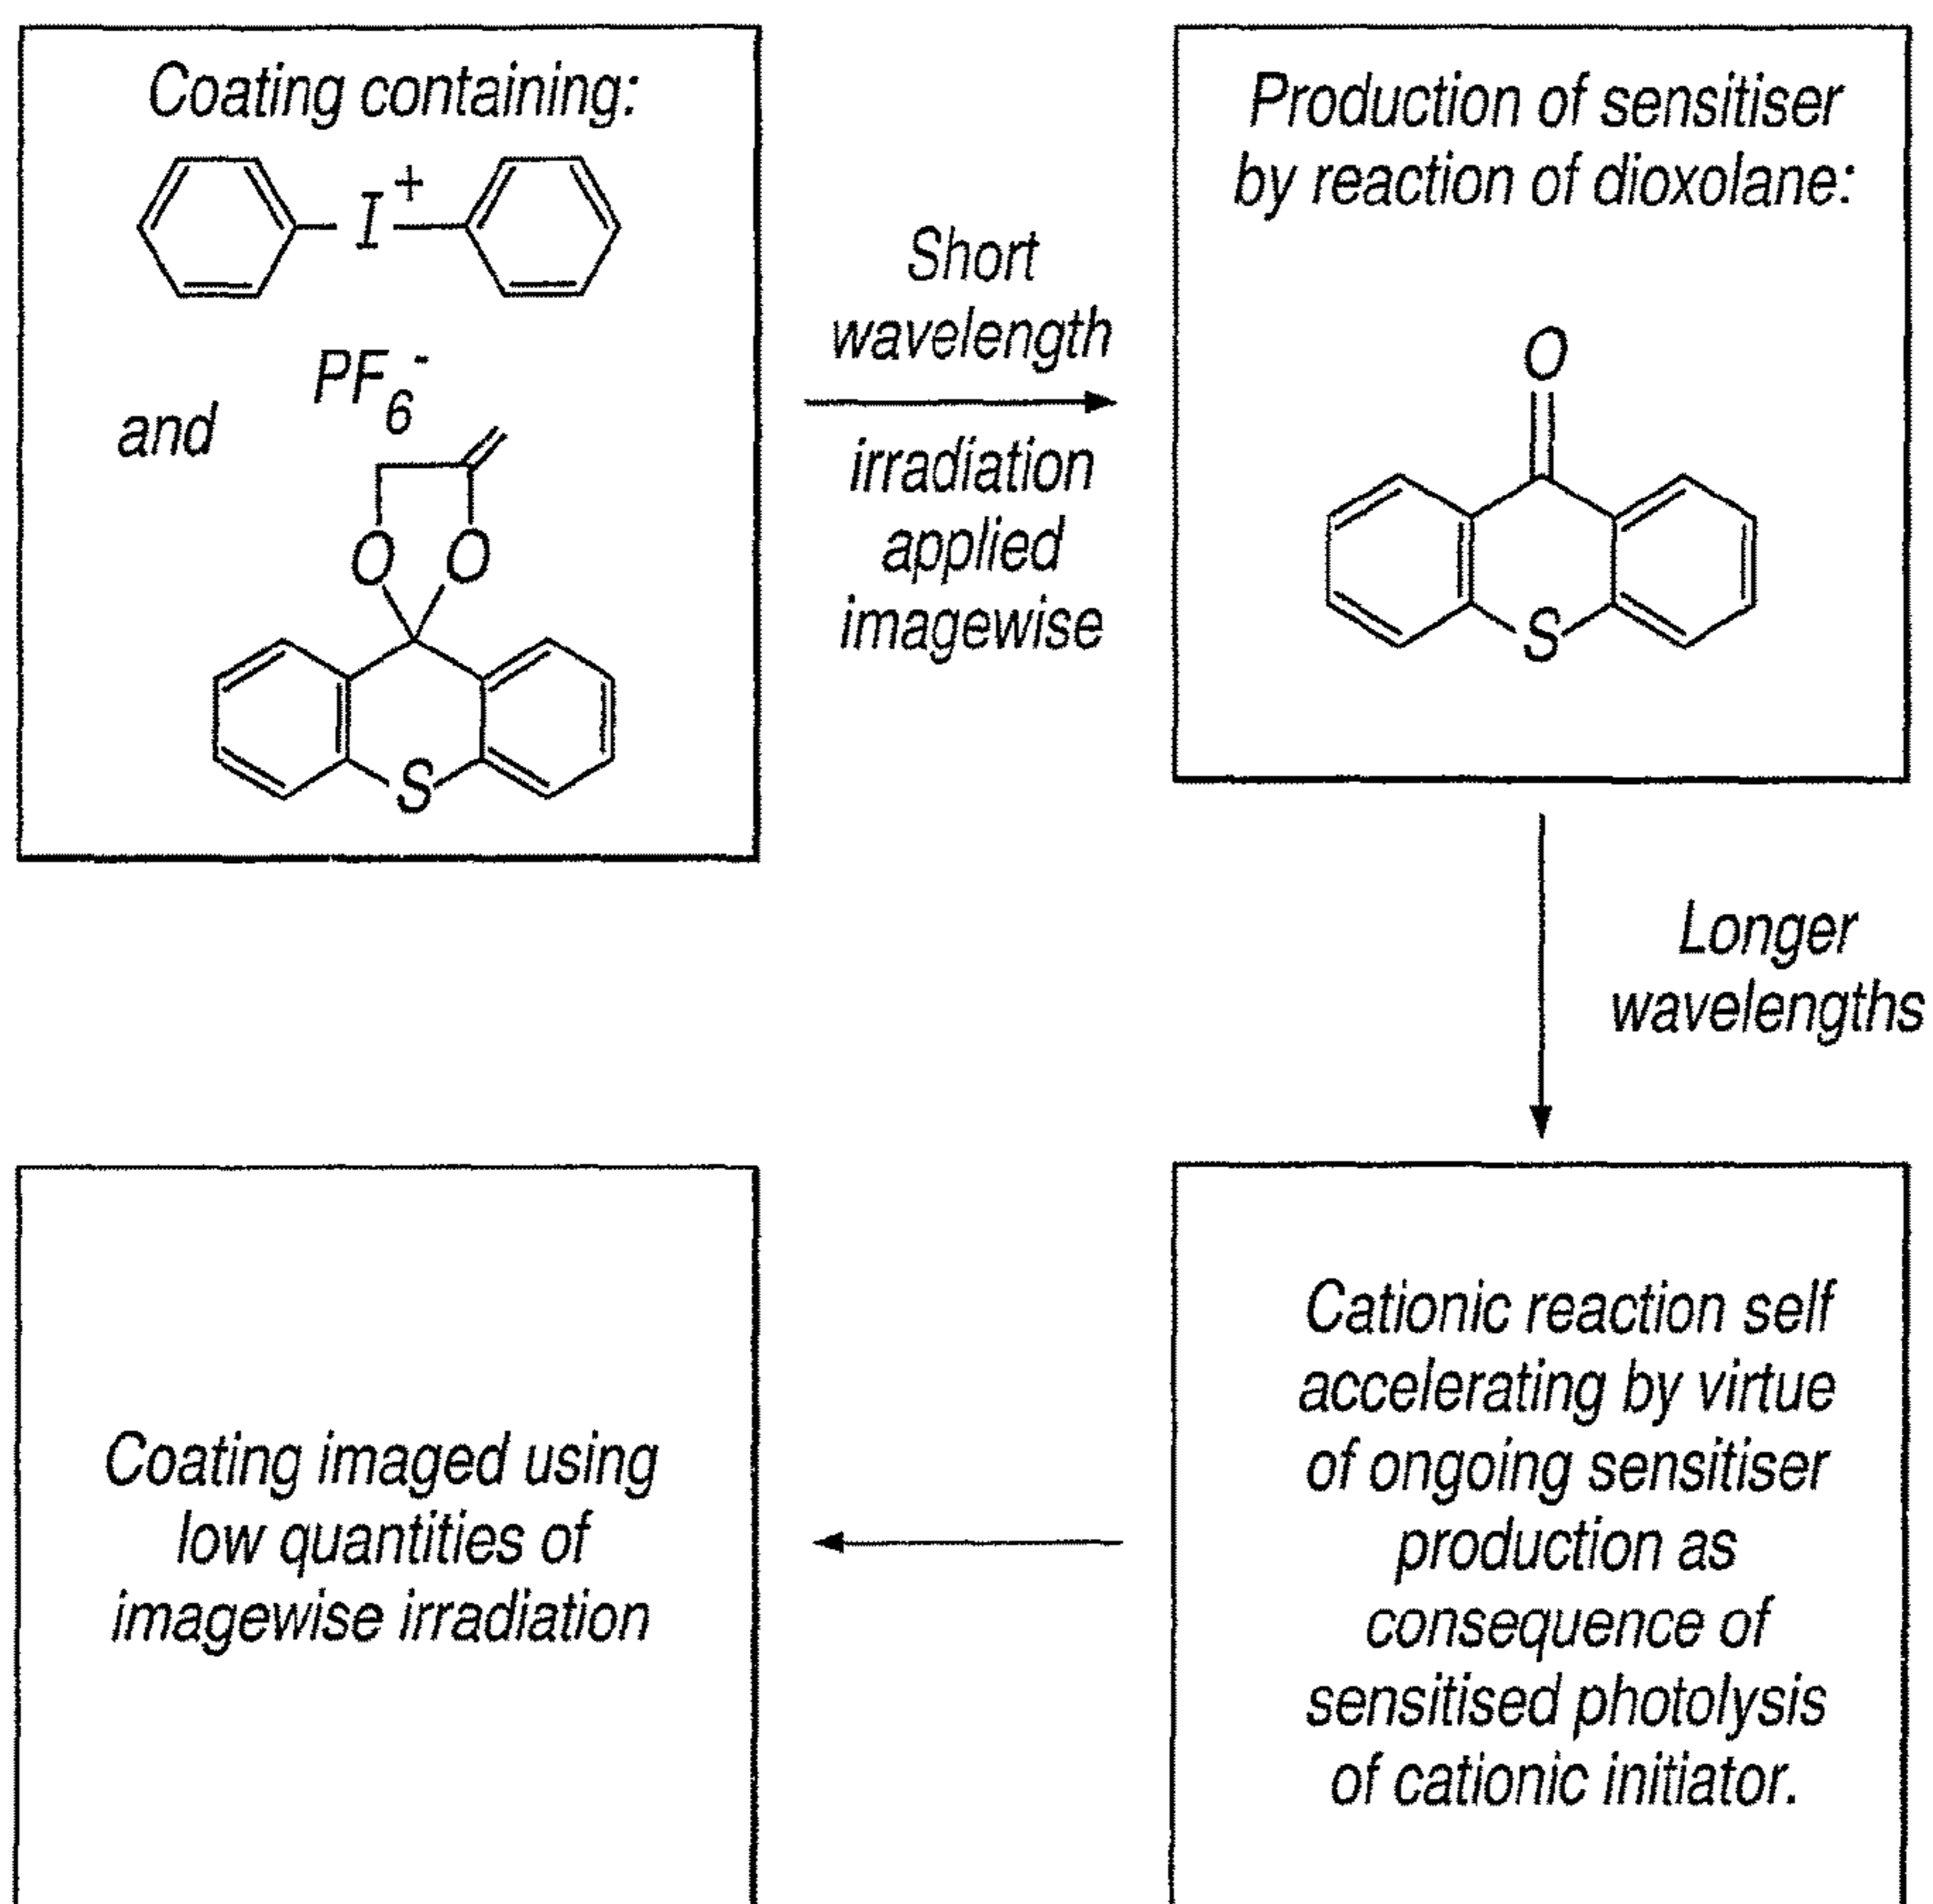 Coating containing:
I+
PF6-
and
O O
S
Short
wavelength
irradiation
applied
imagewise
Production of sensitiser
by reaction of dioxolane:
O
S
Longer
wavelengths
Cationic reaction self
accelerating by virtue
of ongoing sensitiser
production as
consequence of
sensitised photolysis
of cationic initiator.
Coating imaged using
low quantities of
imagewise irradiation